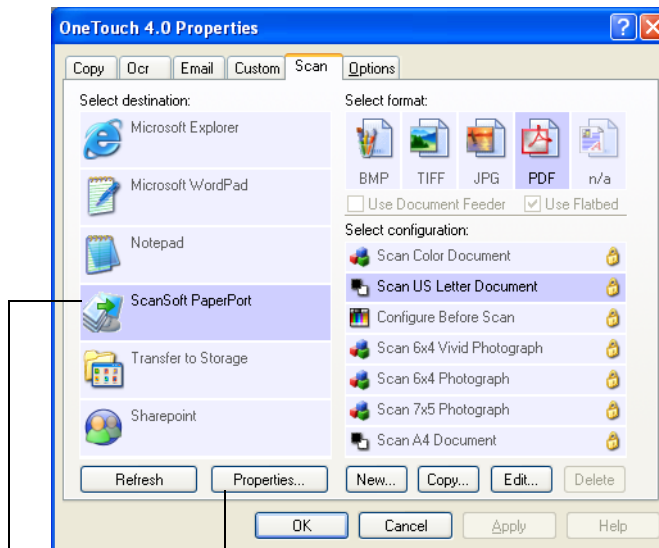 OneTouch 4.0 Properties
Copy Ocr Email Custom Scan Options
Select destination:
Microsoft Explorer
Microsoft WordPad
Notepad
ScanSoft PaperPort
Transfer to Storage
Sharepoint
Refresh Properties...
Select format:
BMP TIFF JPG PDF n/a
Use Document Feeder Use Flatbed
Select configuration:
Scan Color Document
Scan US Letter Document
Configure Before Scan
Scan 6x4 Vivid Photograph
Scan 6x4 Photograph
Scan 7x5 Photograph
Scan A4 Document
New... Copy... Edit... Delete
OK Cancel Apply Help